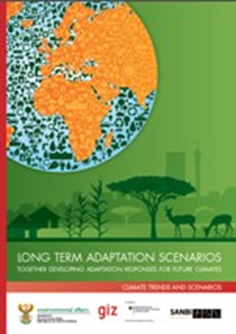 LONG TERM ADAPTATION SCENARIOS
TOGETHER DEVELOPING ADAPTATION RESPONSES FOR FUTURE CLIMATES
CLIMATE TRENDS AND SCENARIOS
environmental affairs
giz
SANBI